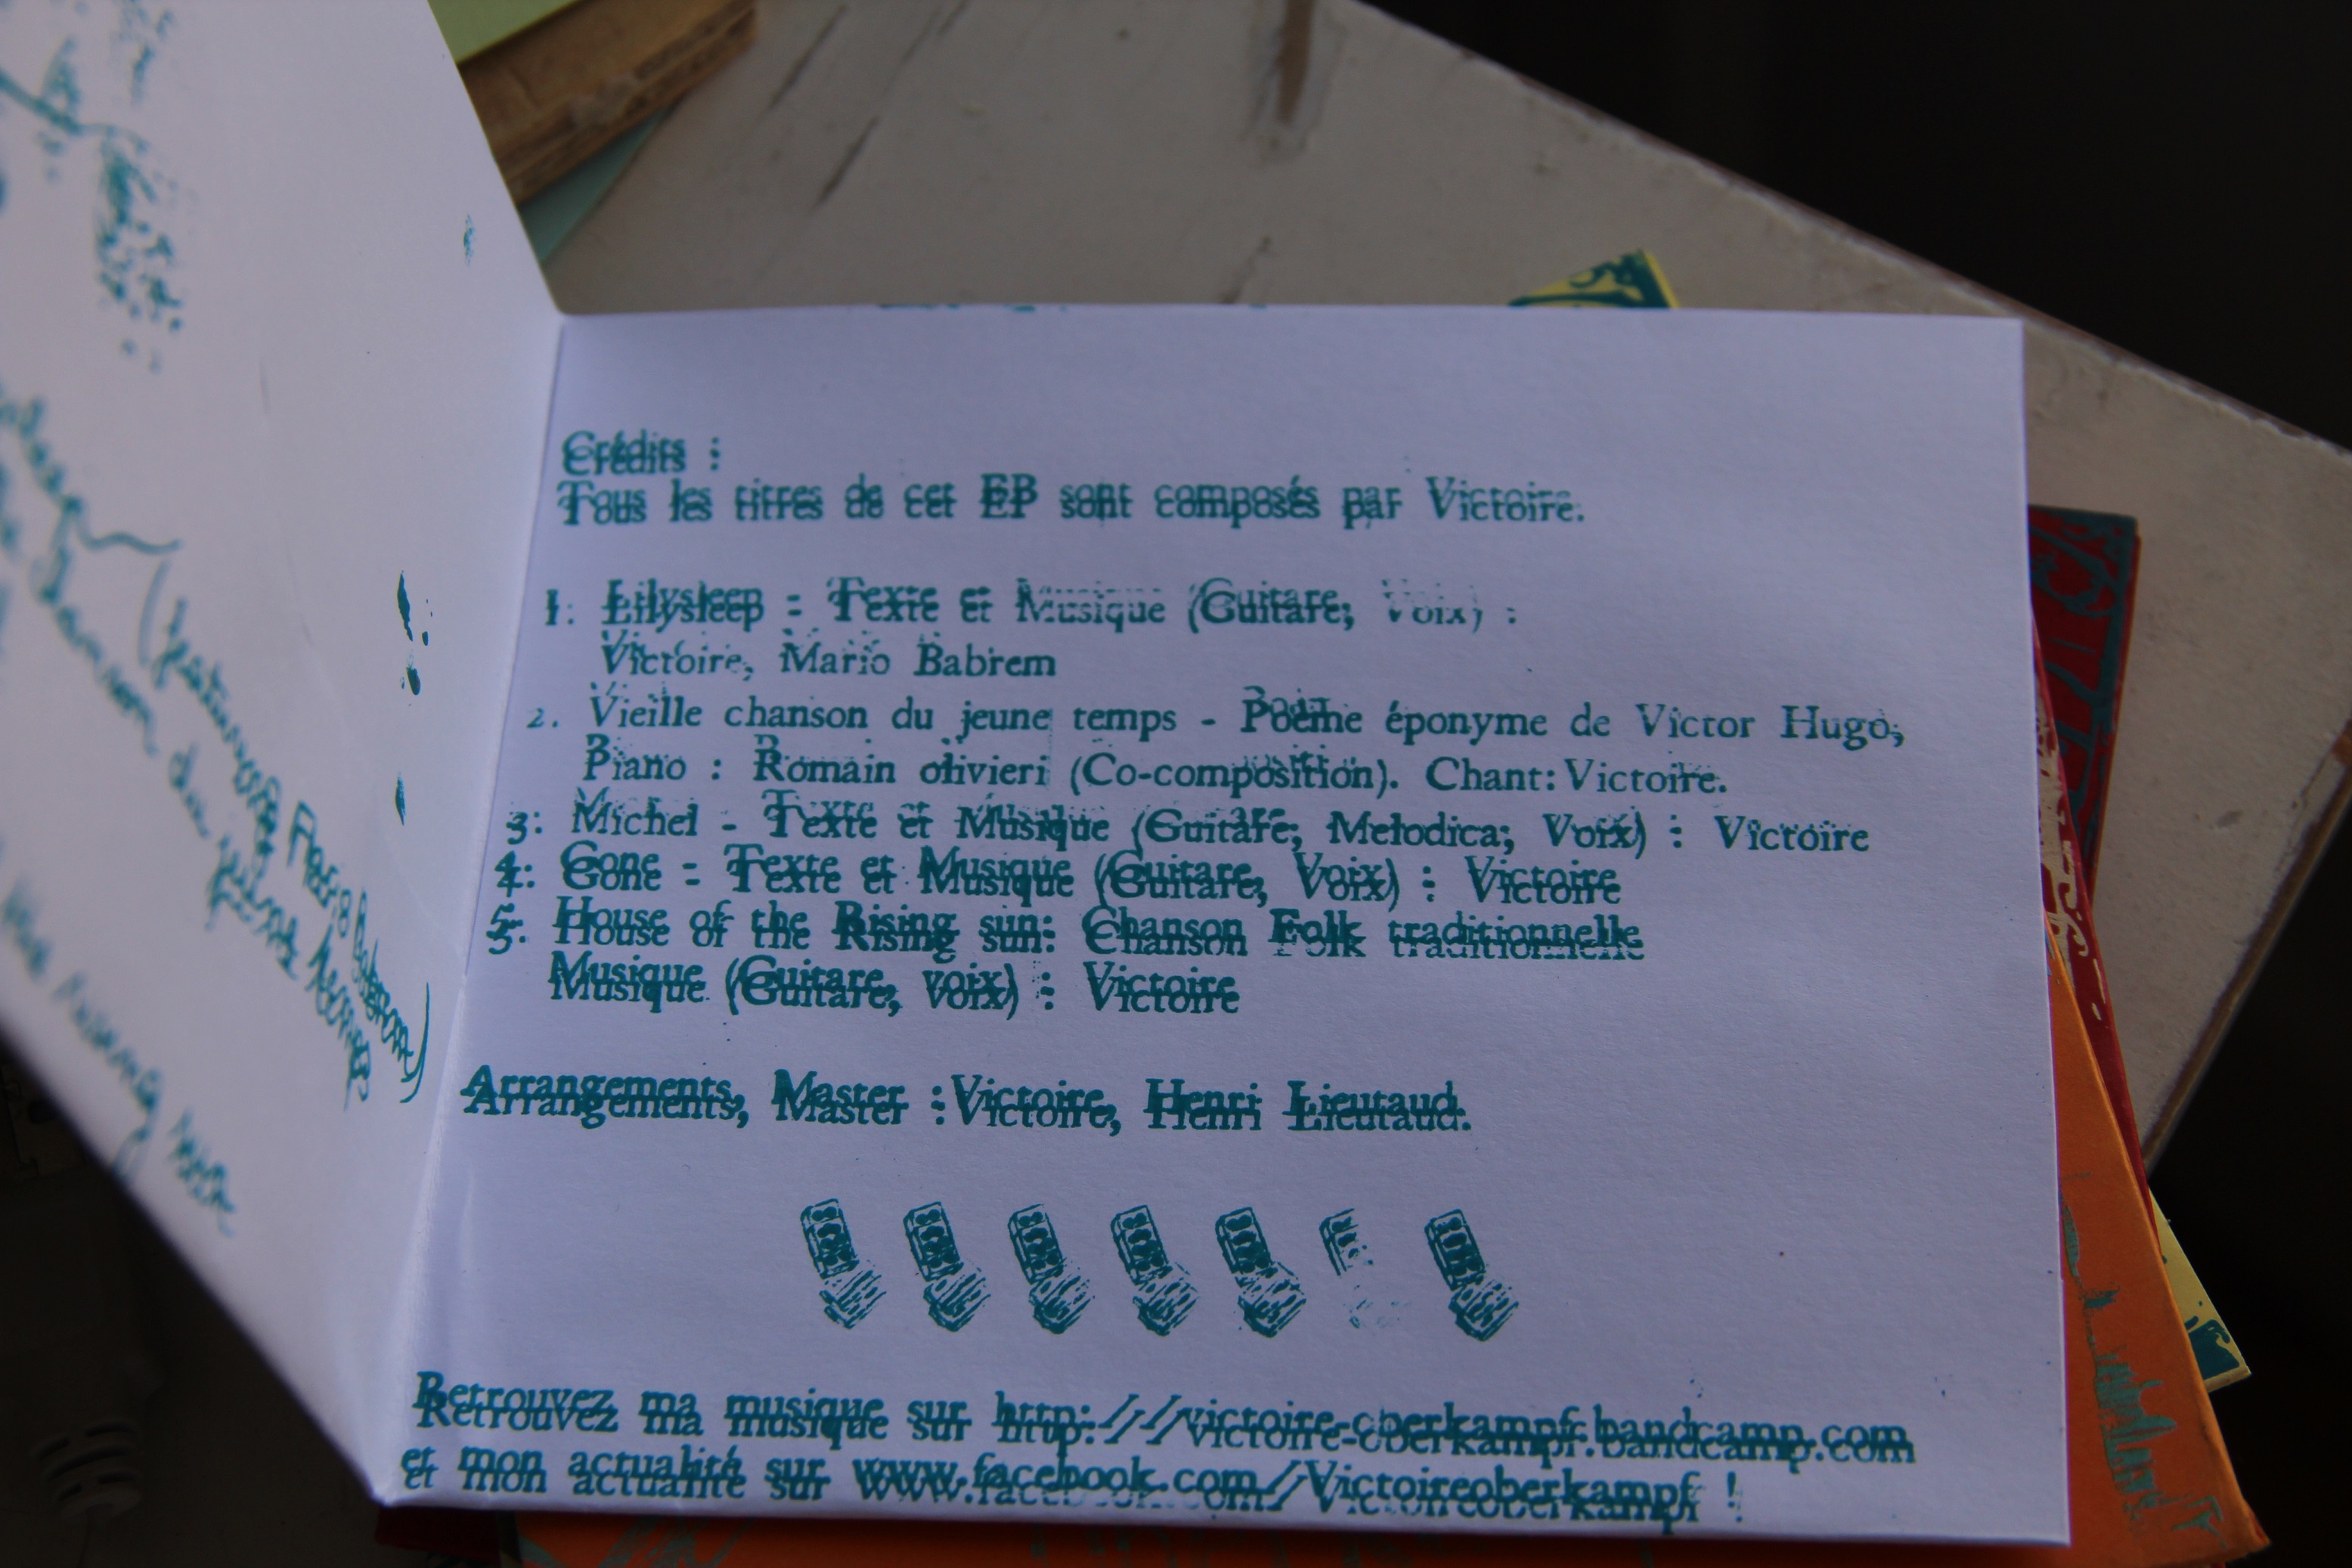 Crédits :
Tous les titres de cet EP sont composés par Victoire.
1. Lilysleep - Texte et Musique (Guitare, Voix) :
Victoire, Mario Babrem
2. Vieille chanson du jeune temps - Poème éponyme de Victor Hugo,
Piano : Romain olivieri (Co-composition). Chant: Victoire.
3. Michel - Texte et Musique (Guitare, Melodica, Voix) : Victoire
4. Gone - Texte et Musique (Guitare, Voix) : Victoire
5. House of the Rising sun: Chanson Folk traditionnelle
Musique (Guitare, voix) : Victoire
Arrangements, Master : Victoire, Henri Lieutaud.
Retrouvez ma musique sur http://victoire-oberkampf.bandcamp.com
et mon actualité sur www.facebook.com/Victoireoberkampf !